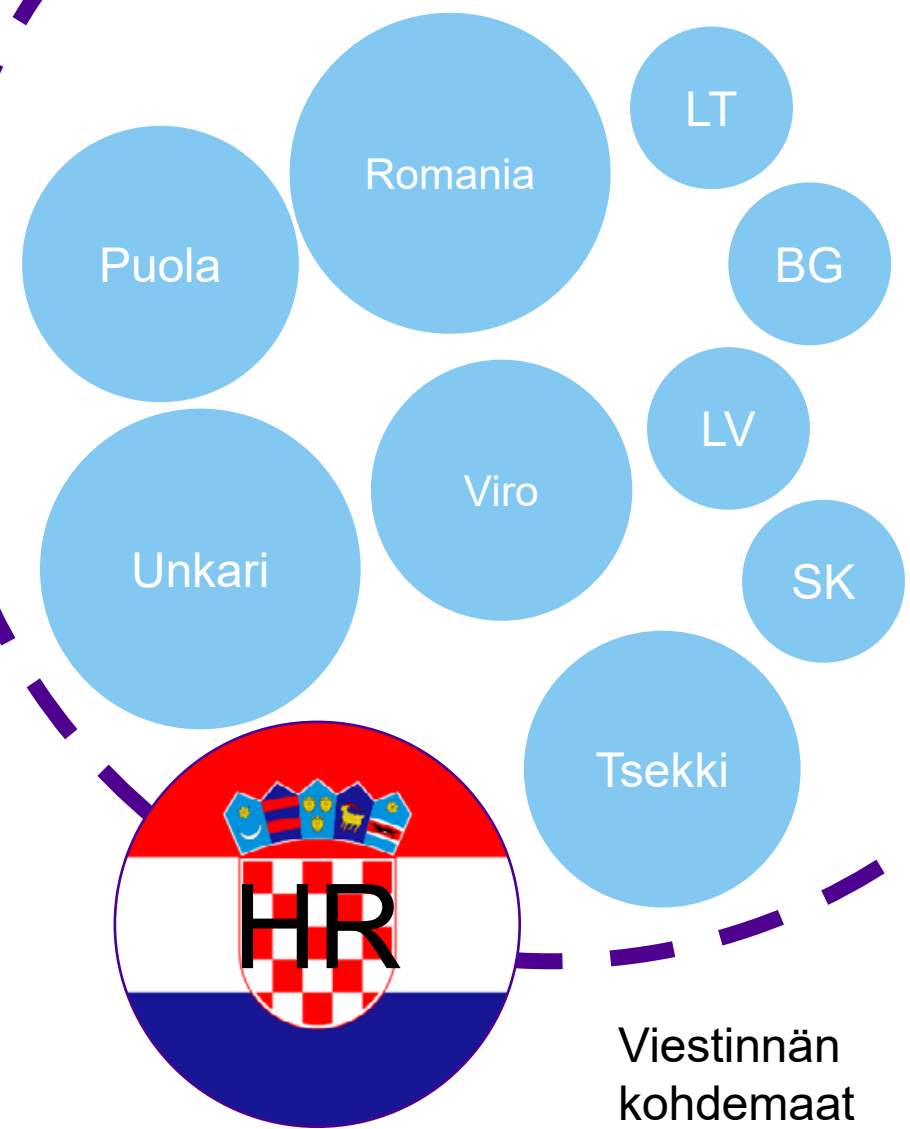 LT
Romania
Puola
BG
LV
Viro
Unkari
SK
Tsekki
HR
Viestinnän
kohdemaat